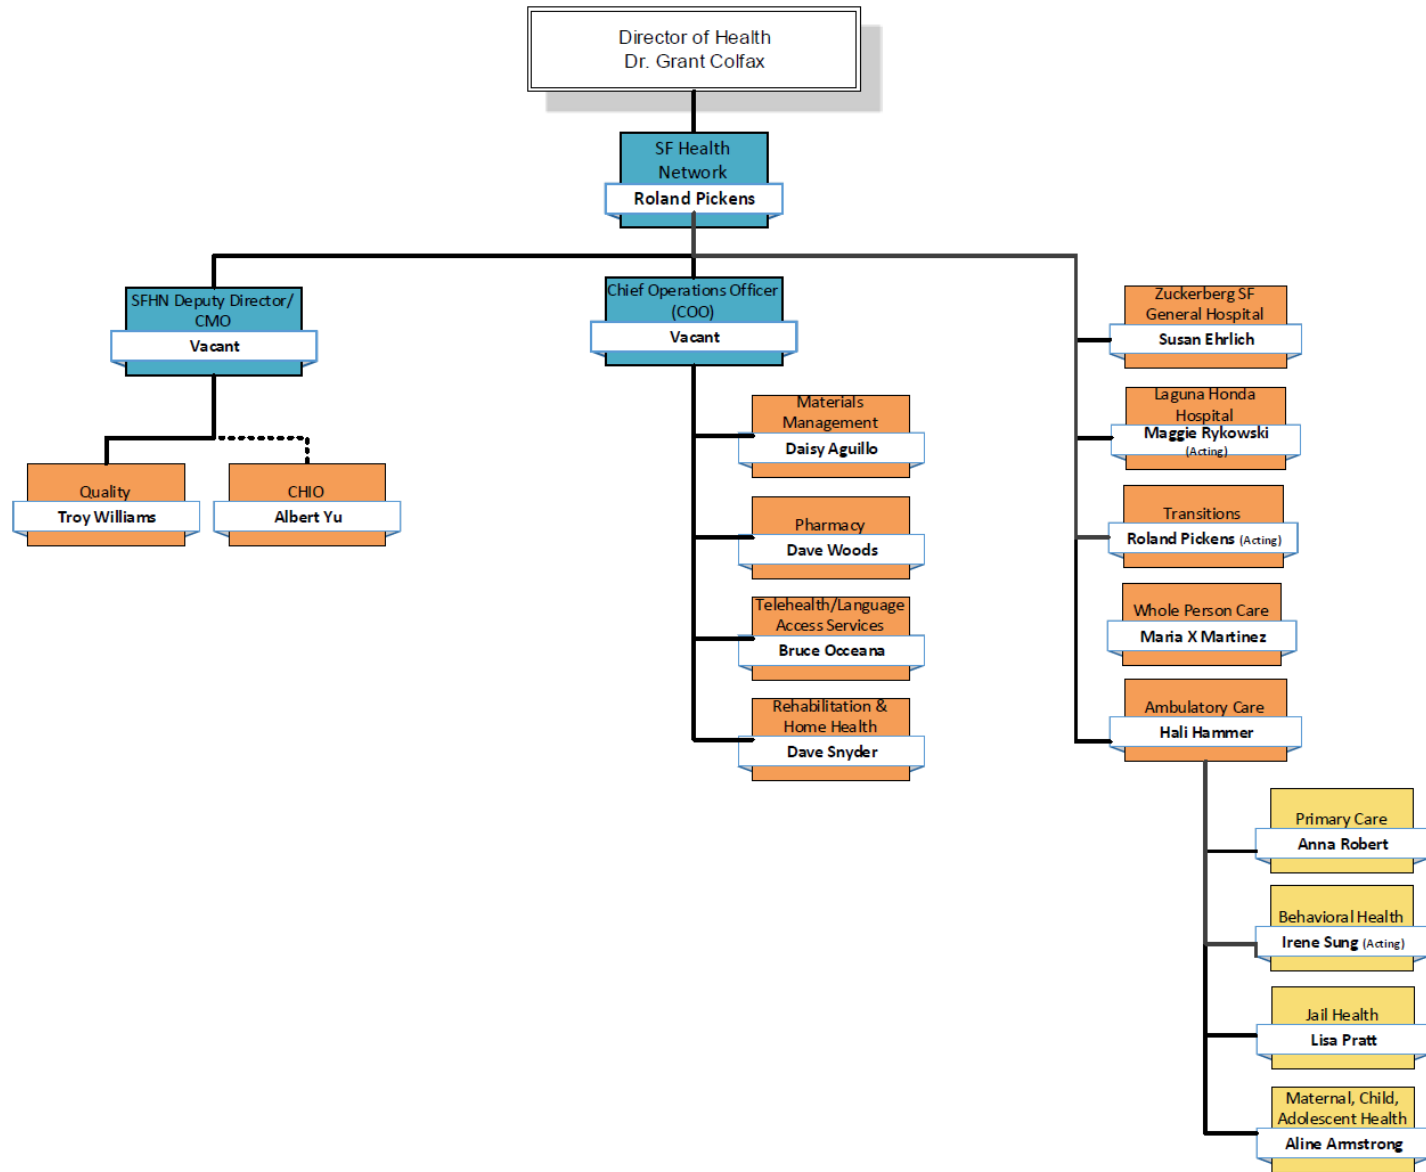 Director of Health
Dr. Grant Colfax
SF Health
Network
Roland Pickens
SFHN Deputy Director/
CMO
Vacant
Chief Operations Officer
(COO)
Vacant
Quality
Troy Williams
CHIO
Albert Yu
Materials
Management
Daisy Aguillo
Pharmacy
Dave Woods
Telehealth/Language
Access Services
Bruce Occeana
Rehabilitation &
Home Health
Dave Snyder
Zuckerberg SF
General Hospital
Susan Ehrlich
Laguna Honda
Hospital
Maggie Rykowski
(Acting)
Transitions
Roland Pickens (Acting)
Whole Person Care
Maria X Martinez
Ambulatory Care
Hali Hammer
Primary Care
Anna Robert
Behavioral Health
Irene Sung (Acting)
Jail Health
Lisa Pratt
Maternal, Child,
Adolescent Health
Aline Armstrong